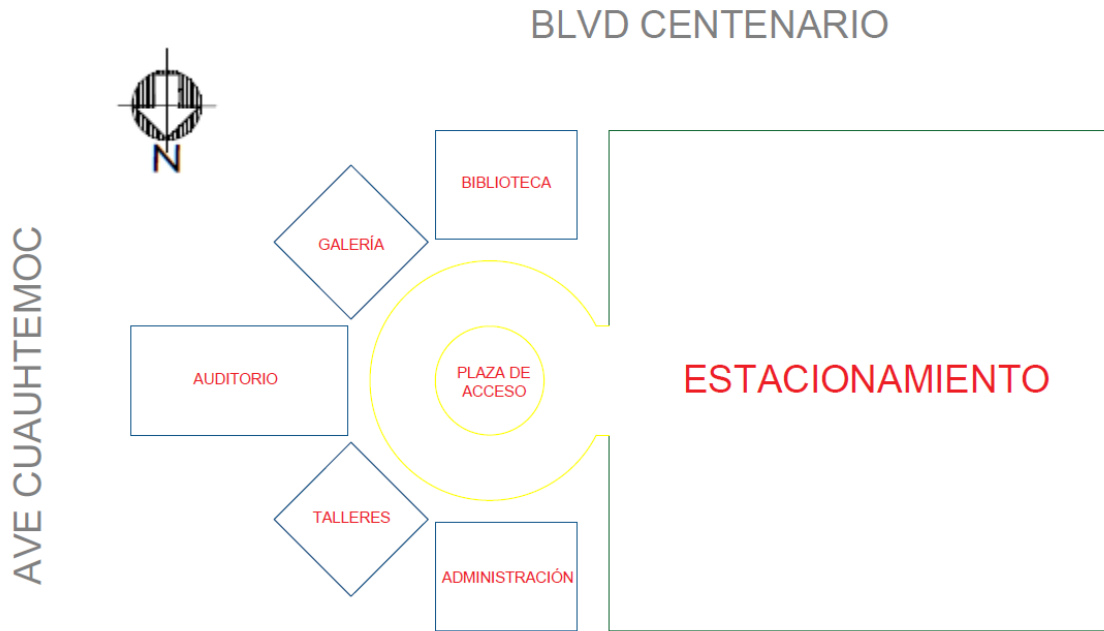 BLVD CENTENARIO
N
BIBLIOTECA
GALERÍA
AVE CUAUHTEMOC
AUDITORIO
PLAZA DE
ACCESO
ESTACIONAMIENTO
TALLERES
ADMINISTRACIÓN